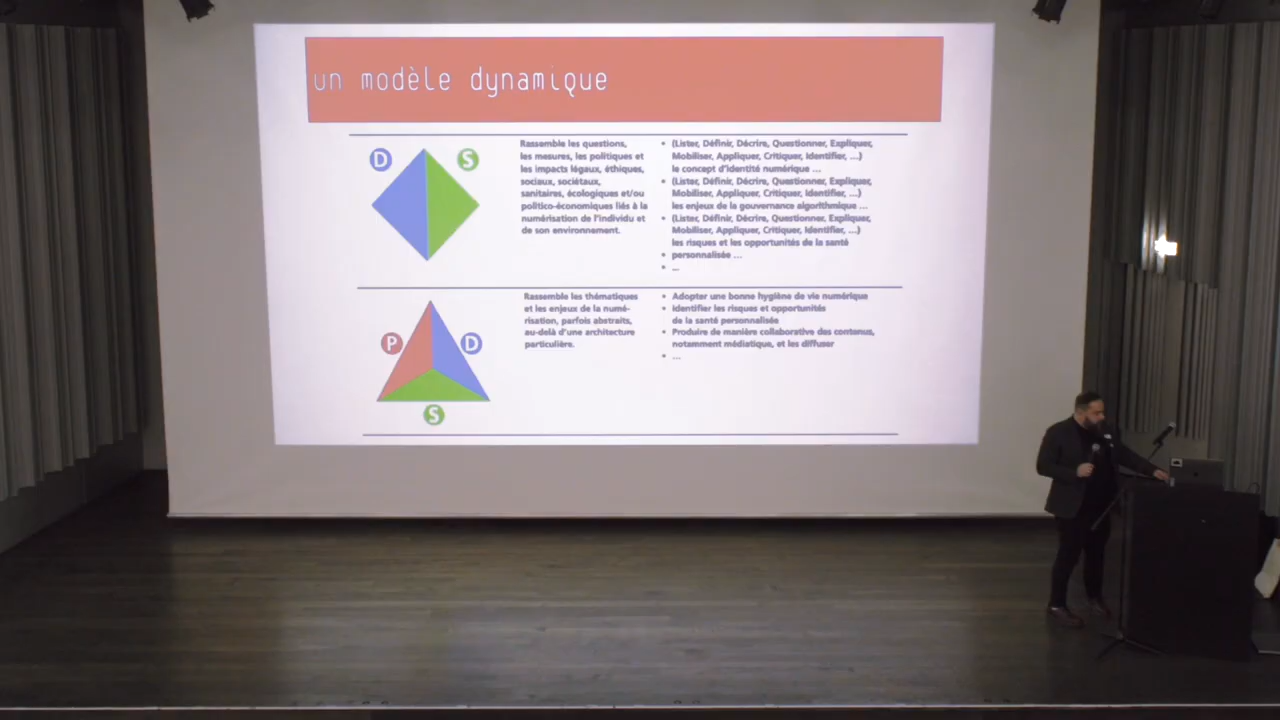 un modèle dynamique
D
S
Rassemble les questions,
les mesures, les politiques et
les impacts légaux, éthiques,
sociaux, sociétaux,
sanitaires, écologiques et/ou
politico-économiques liés à la
numérisation de l'individu et
de son environnement.
• (Lister, Définir, Décrire, Questionner, Expliquer,
Mobiliser, Appliquer, Critiquer, Identifier, ...)
le concept d'identité numérique ...
• (Lister, Définir, Décrire, Questionner, Expliquer,
Mobiliser, Appliquer, Critiquer, Identifier, ...)
les enjeux de la gouvernance algorithmique ...
• (Lister, Définir, Décrire, Questionner, Expliquer,
Mobiliser, Appliquer, Critiquer, Identifier, ...)
les risques et les opportunités de la santé
• personnalisée ...
• ...
P
D
S
Rassemble les thématiques
et les enjeux de la numé-
risation, parfois abstraits,
au-delà d'une architecture
particulière.
• Adopter une bonne hygiène de vie numérique
• Identifier les risques et opportunités
de la santé personnalisée
• Produire de manière collaborative des contenus,
notamment médiatique, et les diffuser
• ...